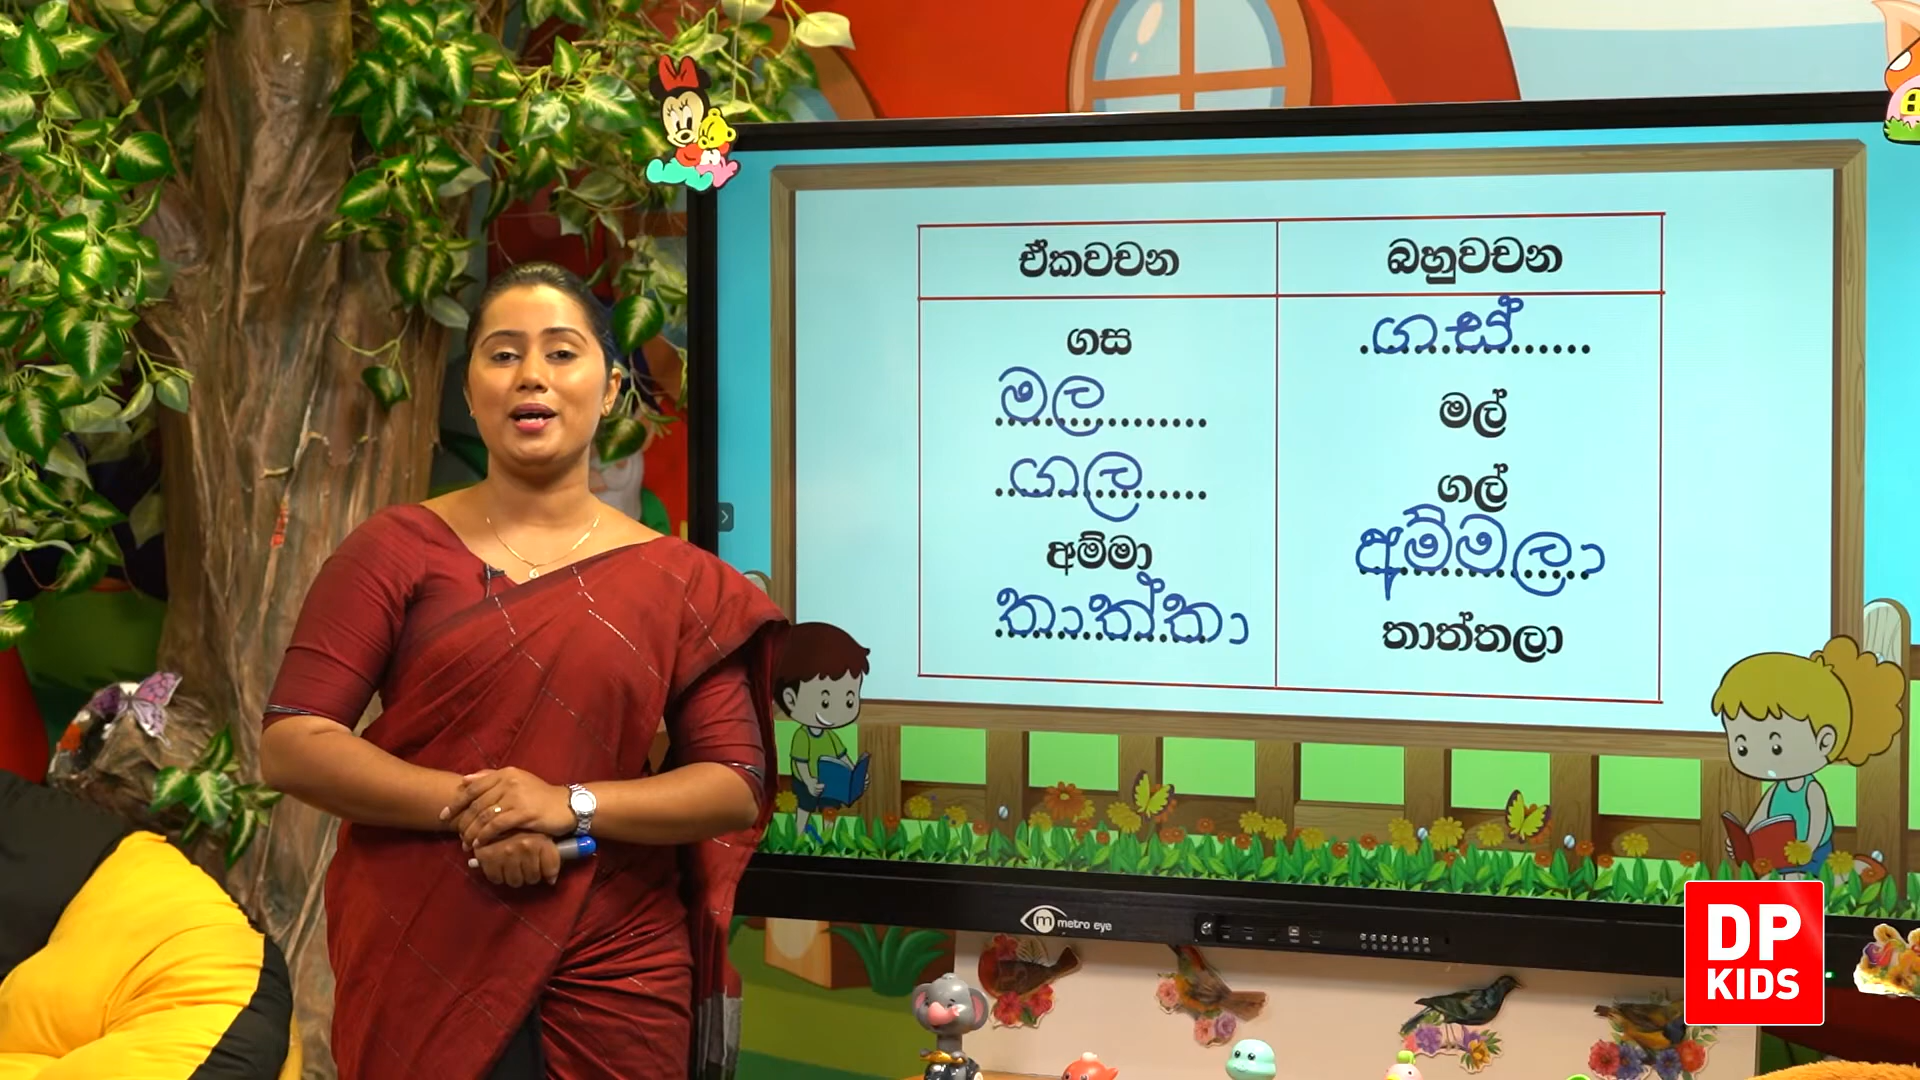 ඒකවචන බහුවචන
ගස ගස්
මල මල්
ගල ගල්
අම්මා අම්මලා
තාත්තා තාත්තලා
metro eye
DP
KIDS